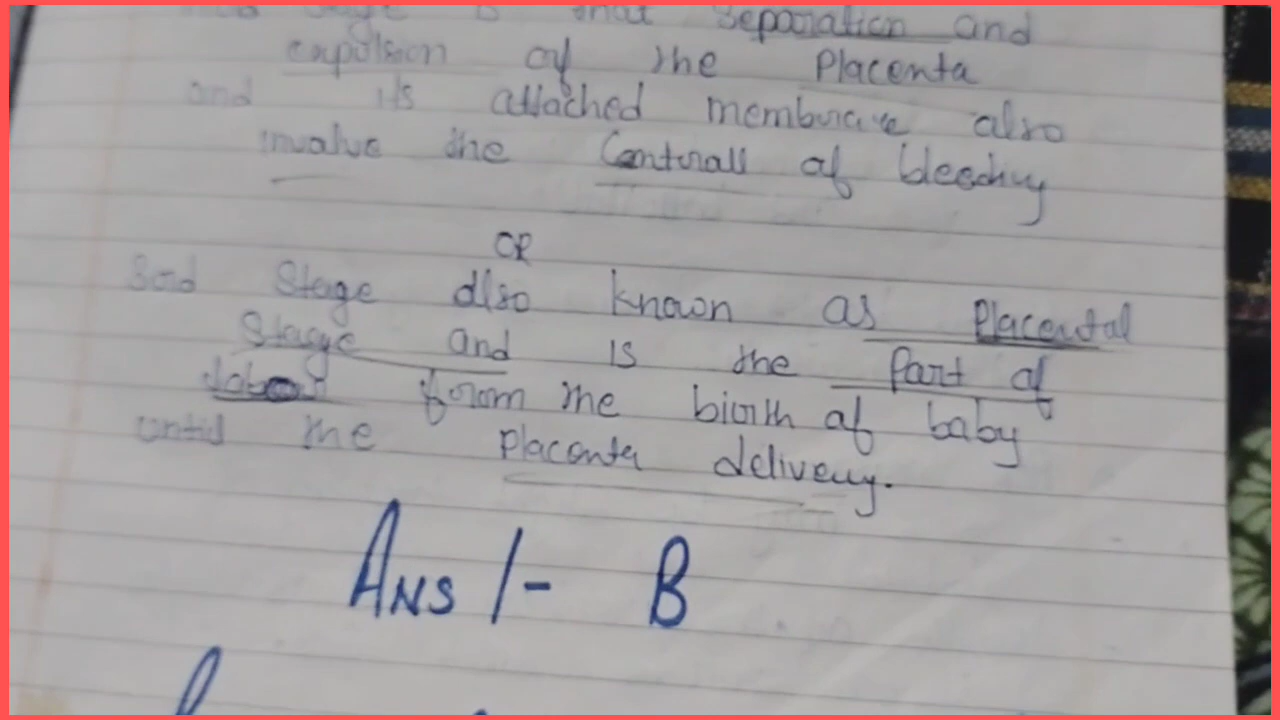 stage is that separation and
expulsion of the Placenta
and its attached membrane also
involve the Controall of bleeding
OR
3rd Stage also known as Placental
Stage and is the Part of
labour from the birth of baby
until the Placenta delivery.
Ans /- B